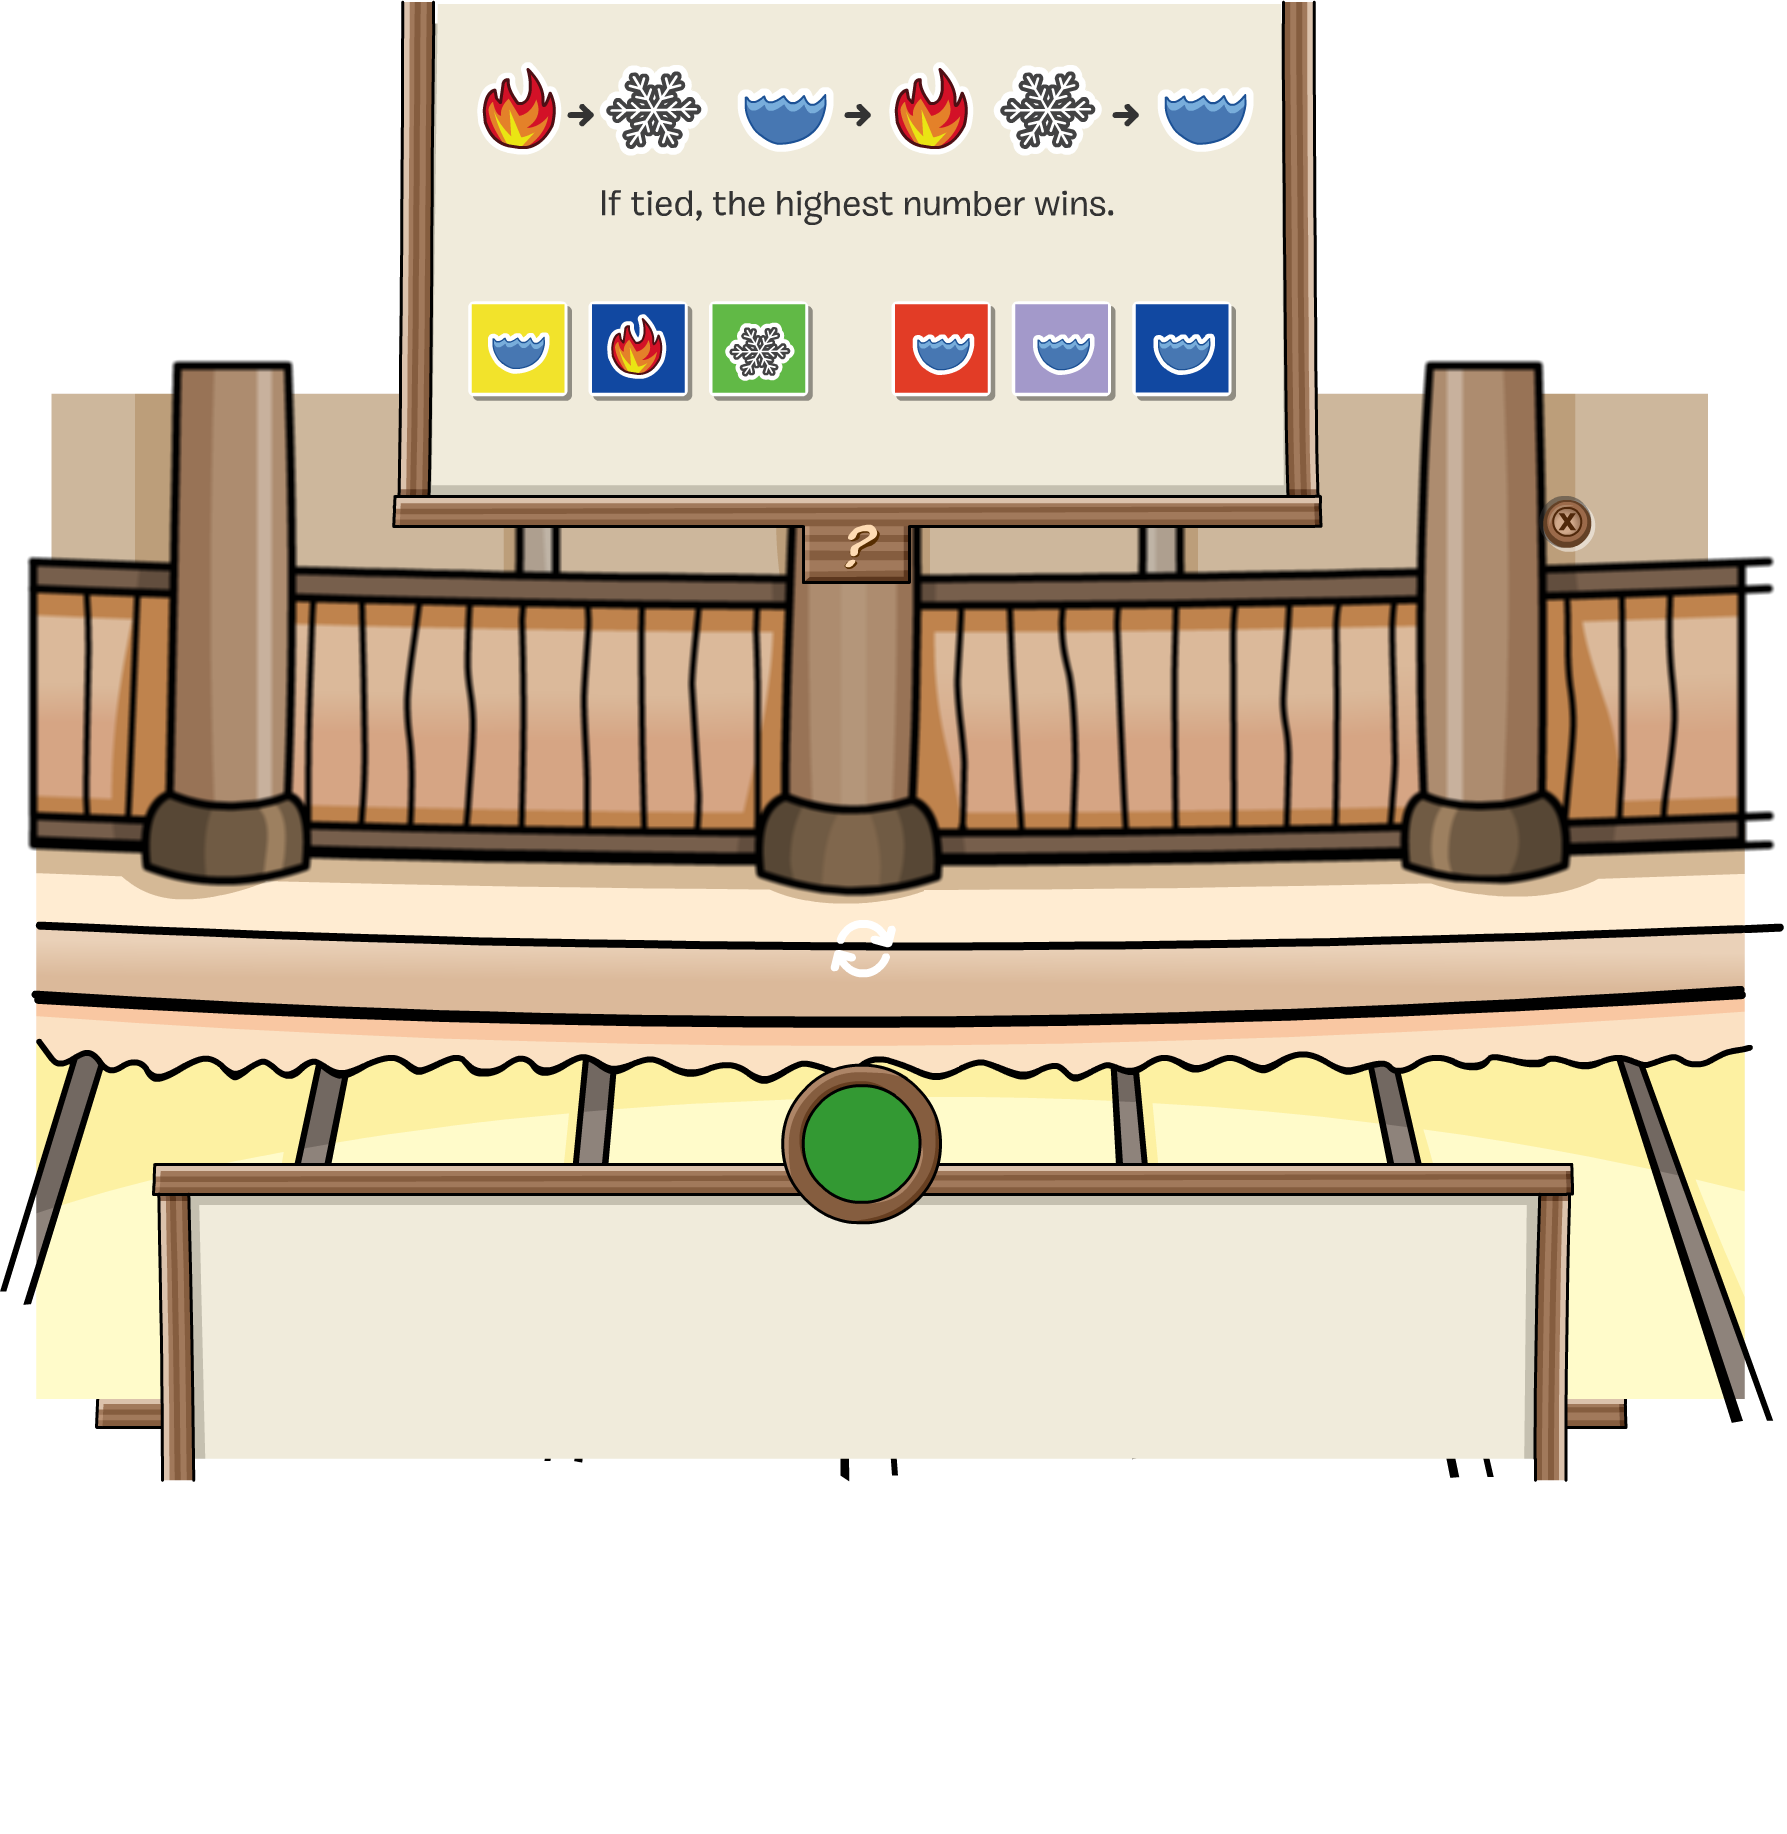 If tied, the highest number wins.
?
X